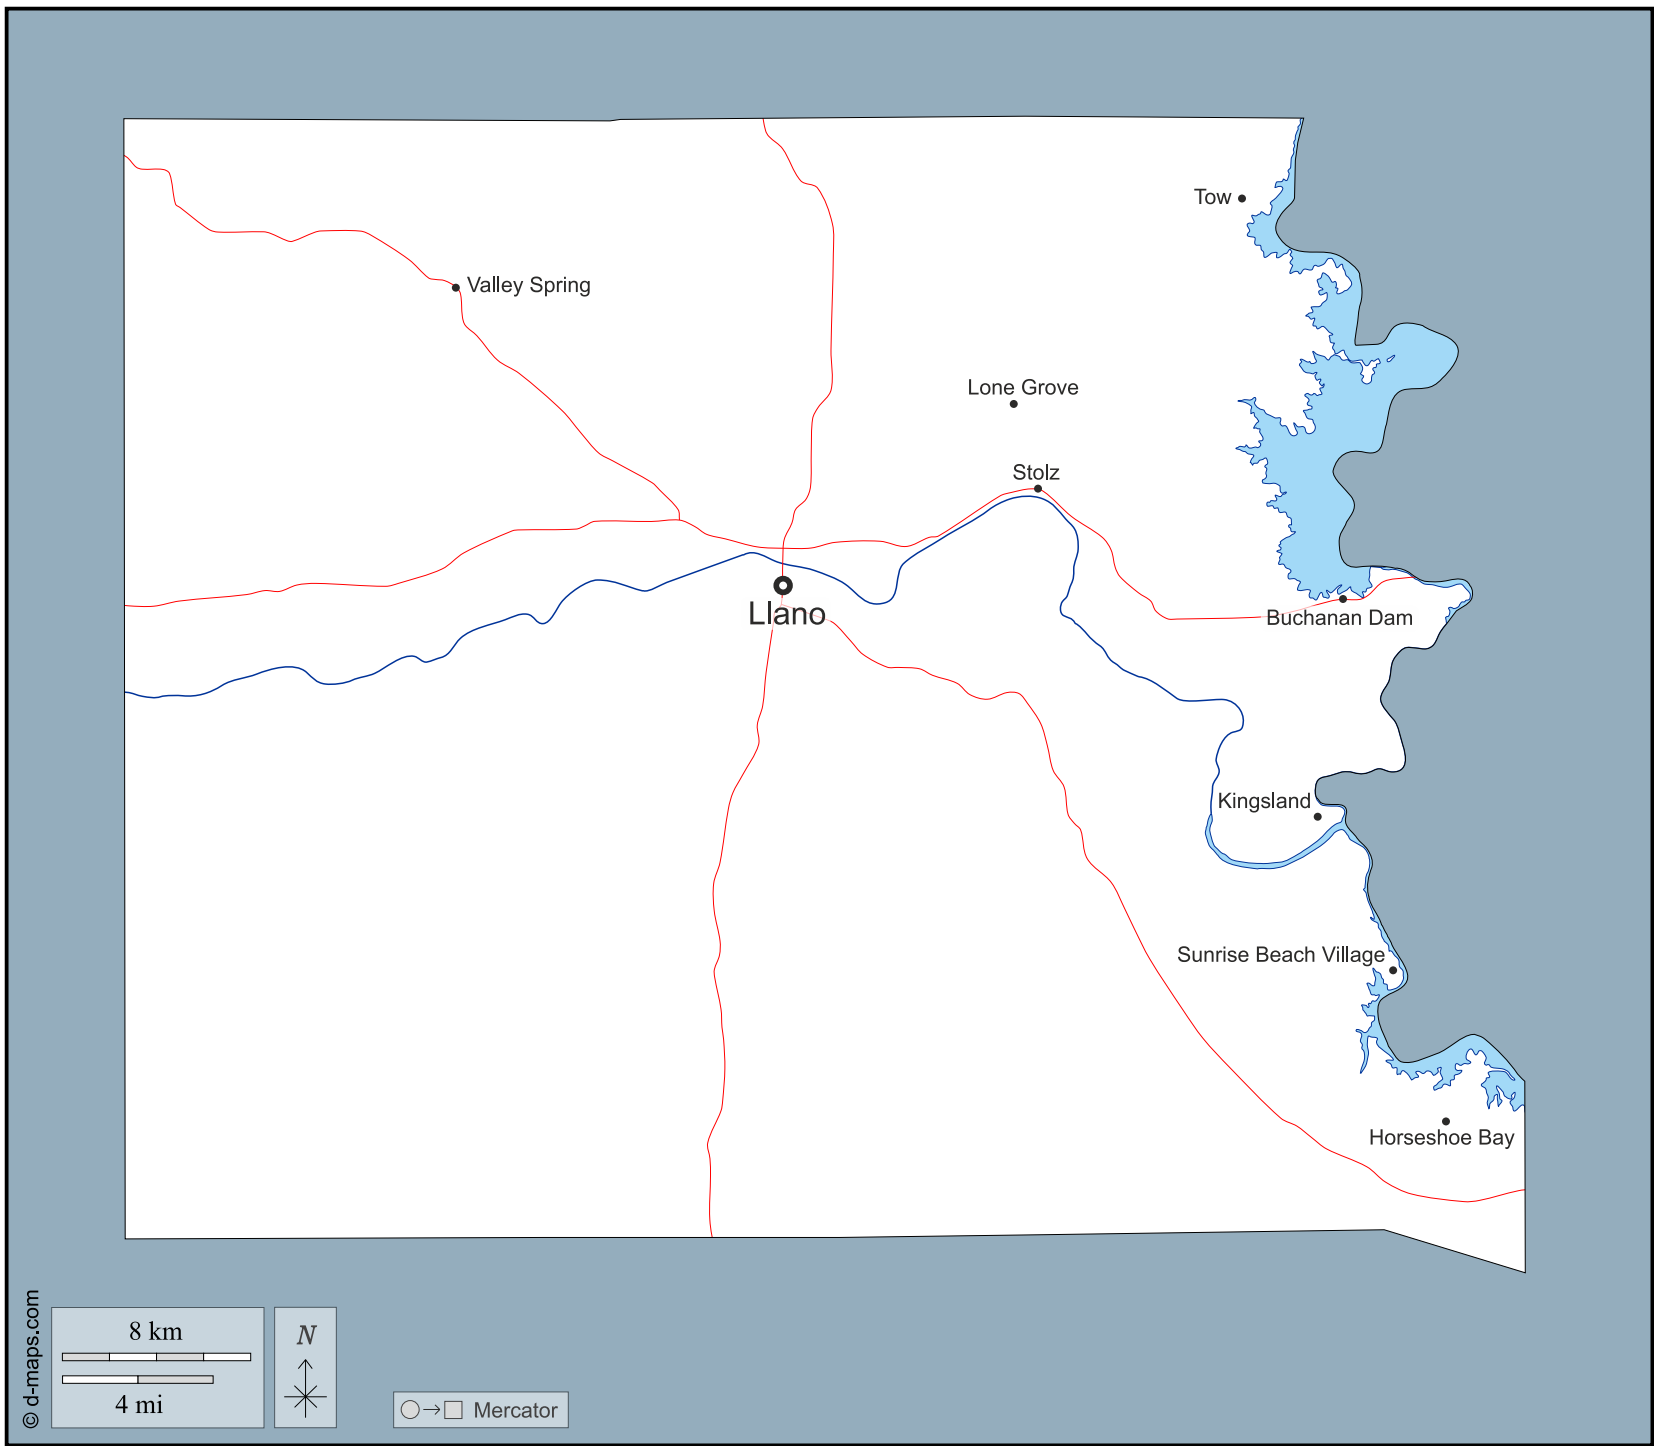 Tow
Valley Spring
Lone Grove
Stolz
Llano
Buchanan Dam
Kingsland
Sunrise Beach Village
Horseshoe Bay
© d-maps.com
8 km
4 mi
N
Mercator